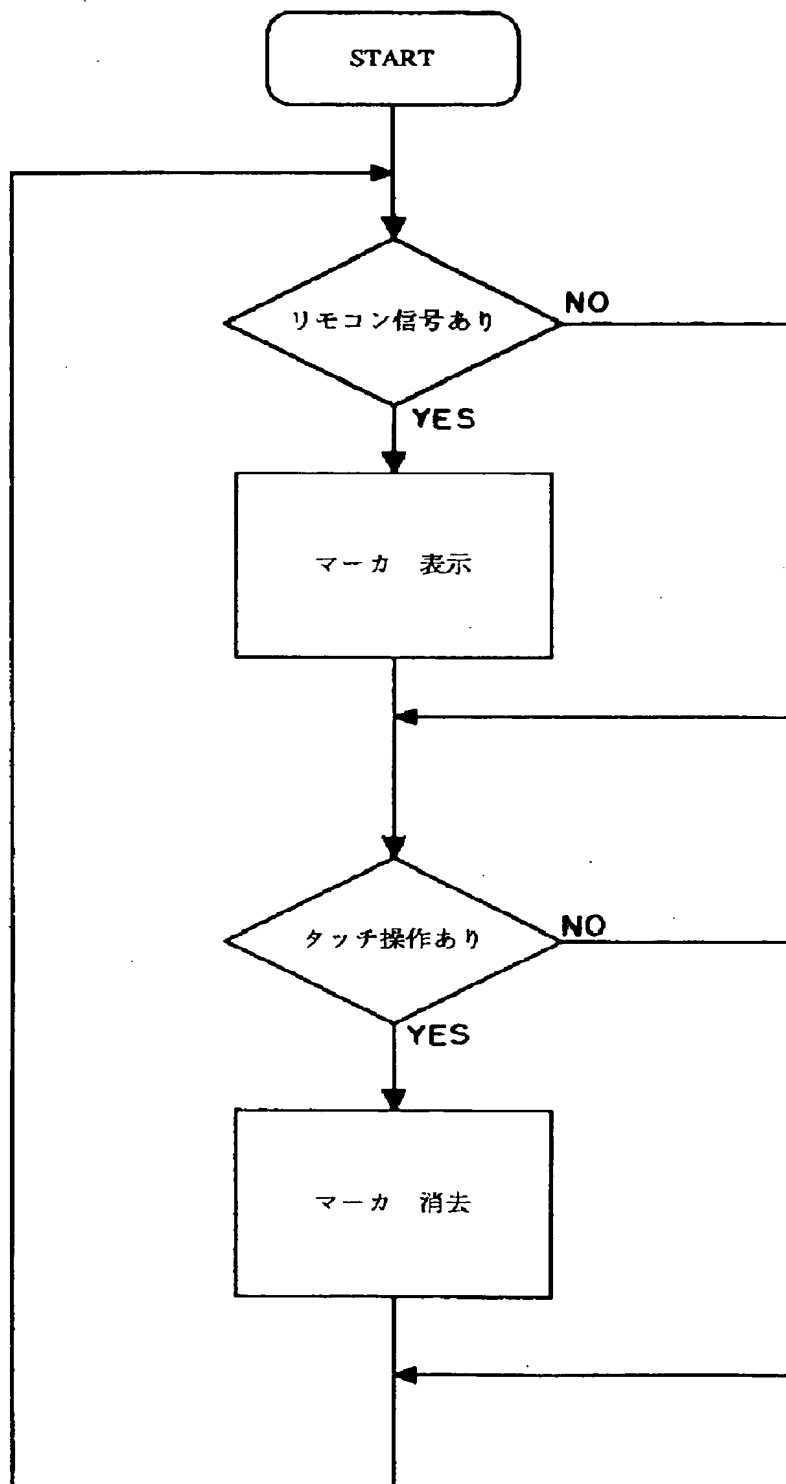 START
リモコン信号あり
NO
YES
マーカ 表示
タッチ操作あり
NO
YES
マーカ 消去